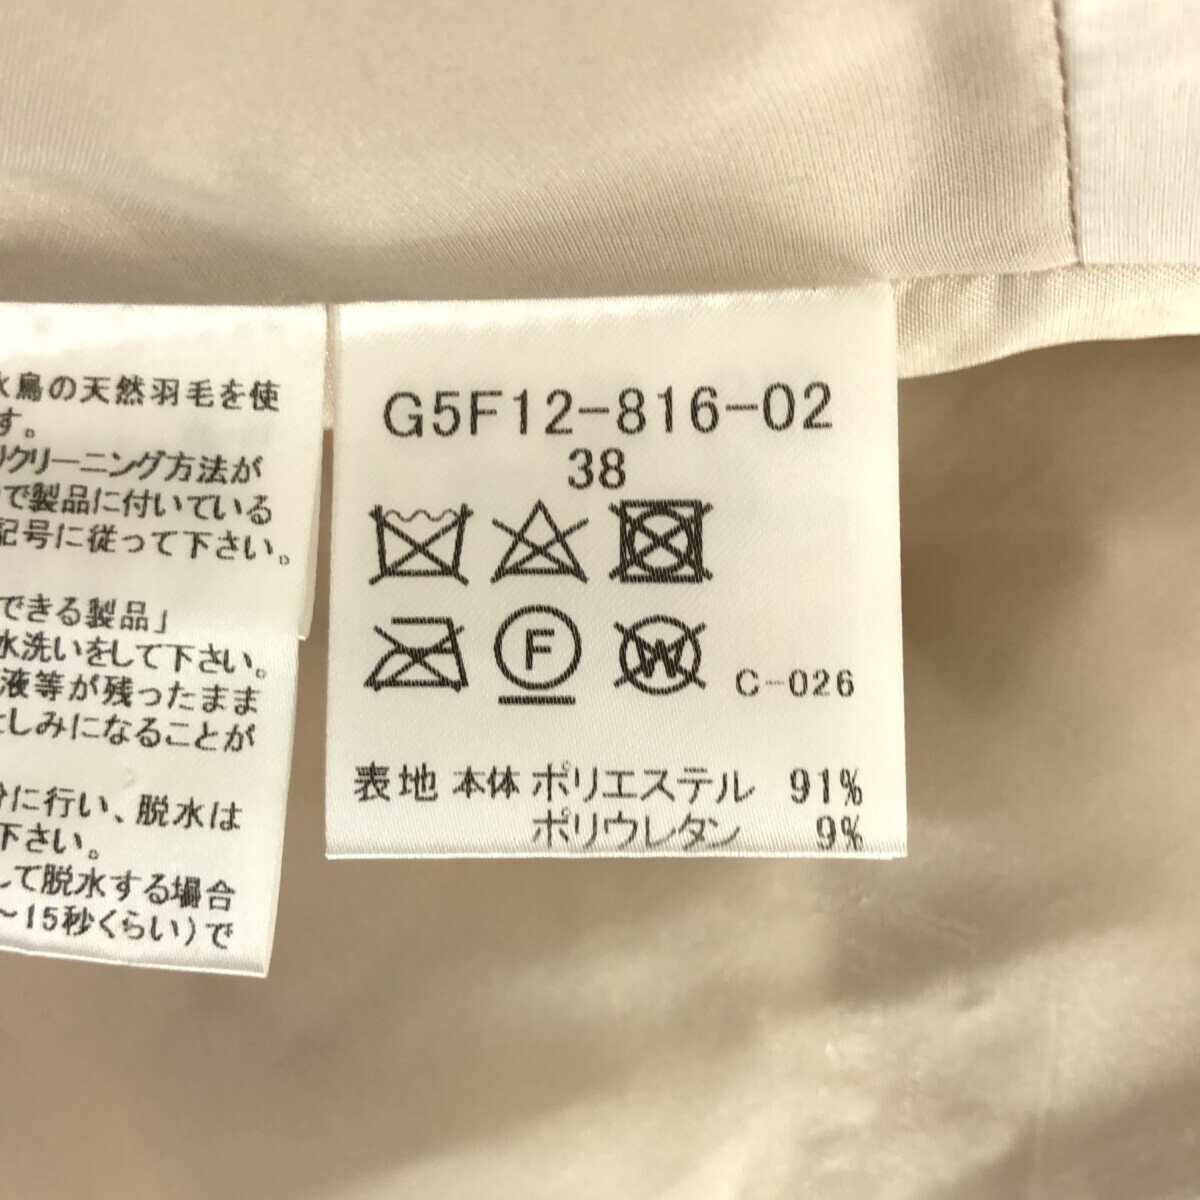 鳥の天然羽毛を使
す。
クリーニング方法が
で製品に付いている
記号に従って下さい。
できる製品」
水洗いをして下さい。
液等が残ったまま
しみになることが
に行い、脱水は
下さい。
して脱水する場合
~15秒くらい)で
G5F12-816-02
38
F
W
C-026
表地 本体 ポリエステル 91%
ポリウレタン 9%